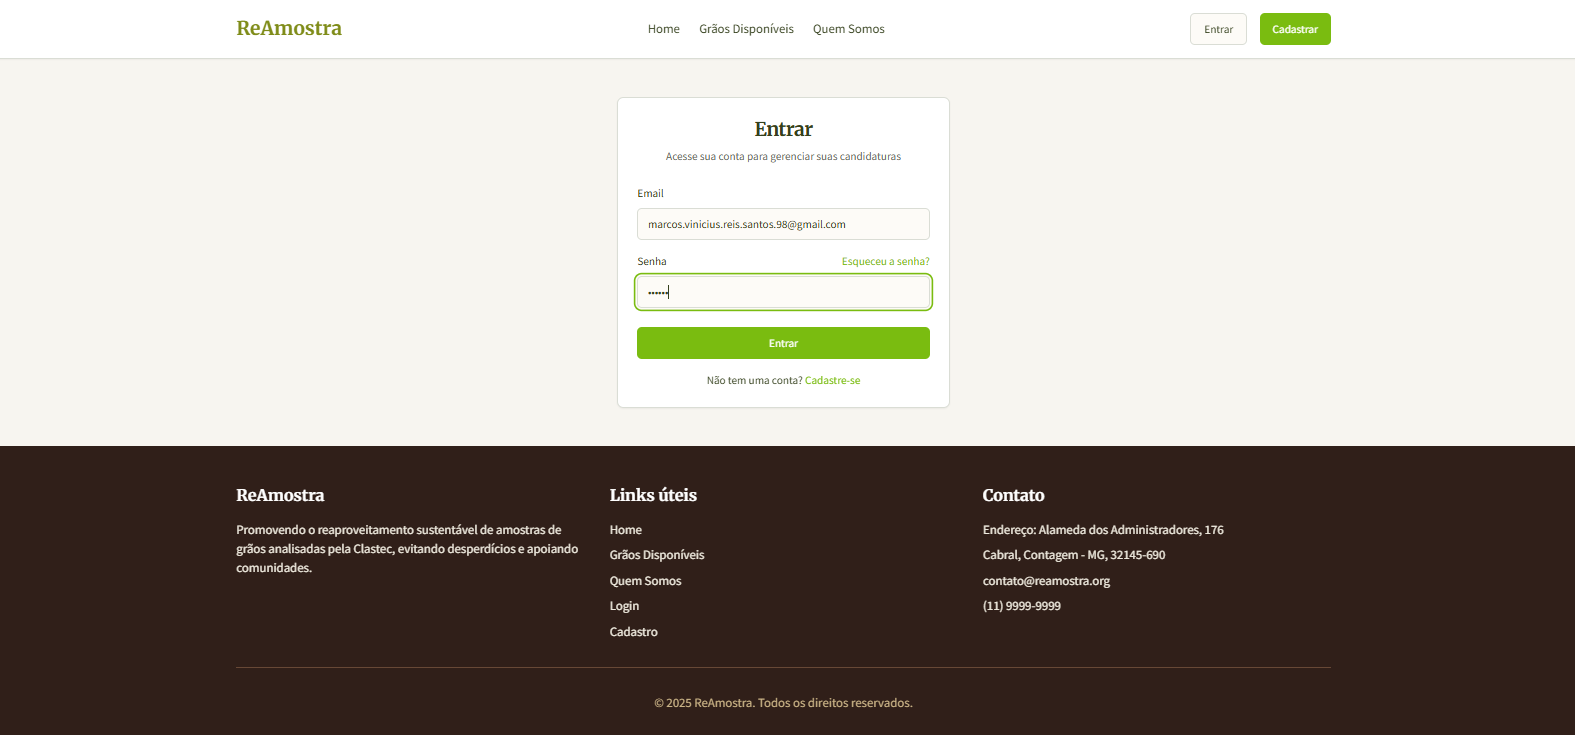 ReAmostra
Home Grãos Disponíveis Quem Somos
Entrar Cadastrar
Entrar
Acesse sua conta para gerenciar suas candidaturas
Email
marcos.vinicius.reis.santos.98@gmail.com
Senha Esqueceu a senha?
••••••
Entrar
Não tem uma conta? Cadastre-se
ReAmostra
Promovendo o reaproveitamento sustentável de amostras de
grãos analisadas pela Clastec, evitando desperdícios e apoiando
comunidades.
Links úteis
Home
Grãos Disponíveis
Quem Somos
Login
Cadastro
Contato
Endereço: Alameda dos Administradores, 176
Cabral, Contagem - MG, 32145-690
contato@reamostra.org
(11) 9999-9999
© 2025 ReAmostra. Todos os direitos reservados.